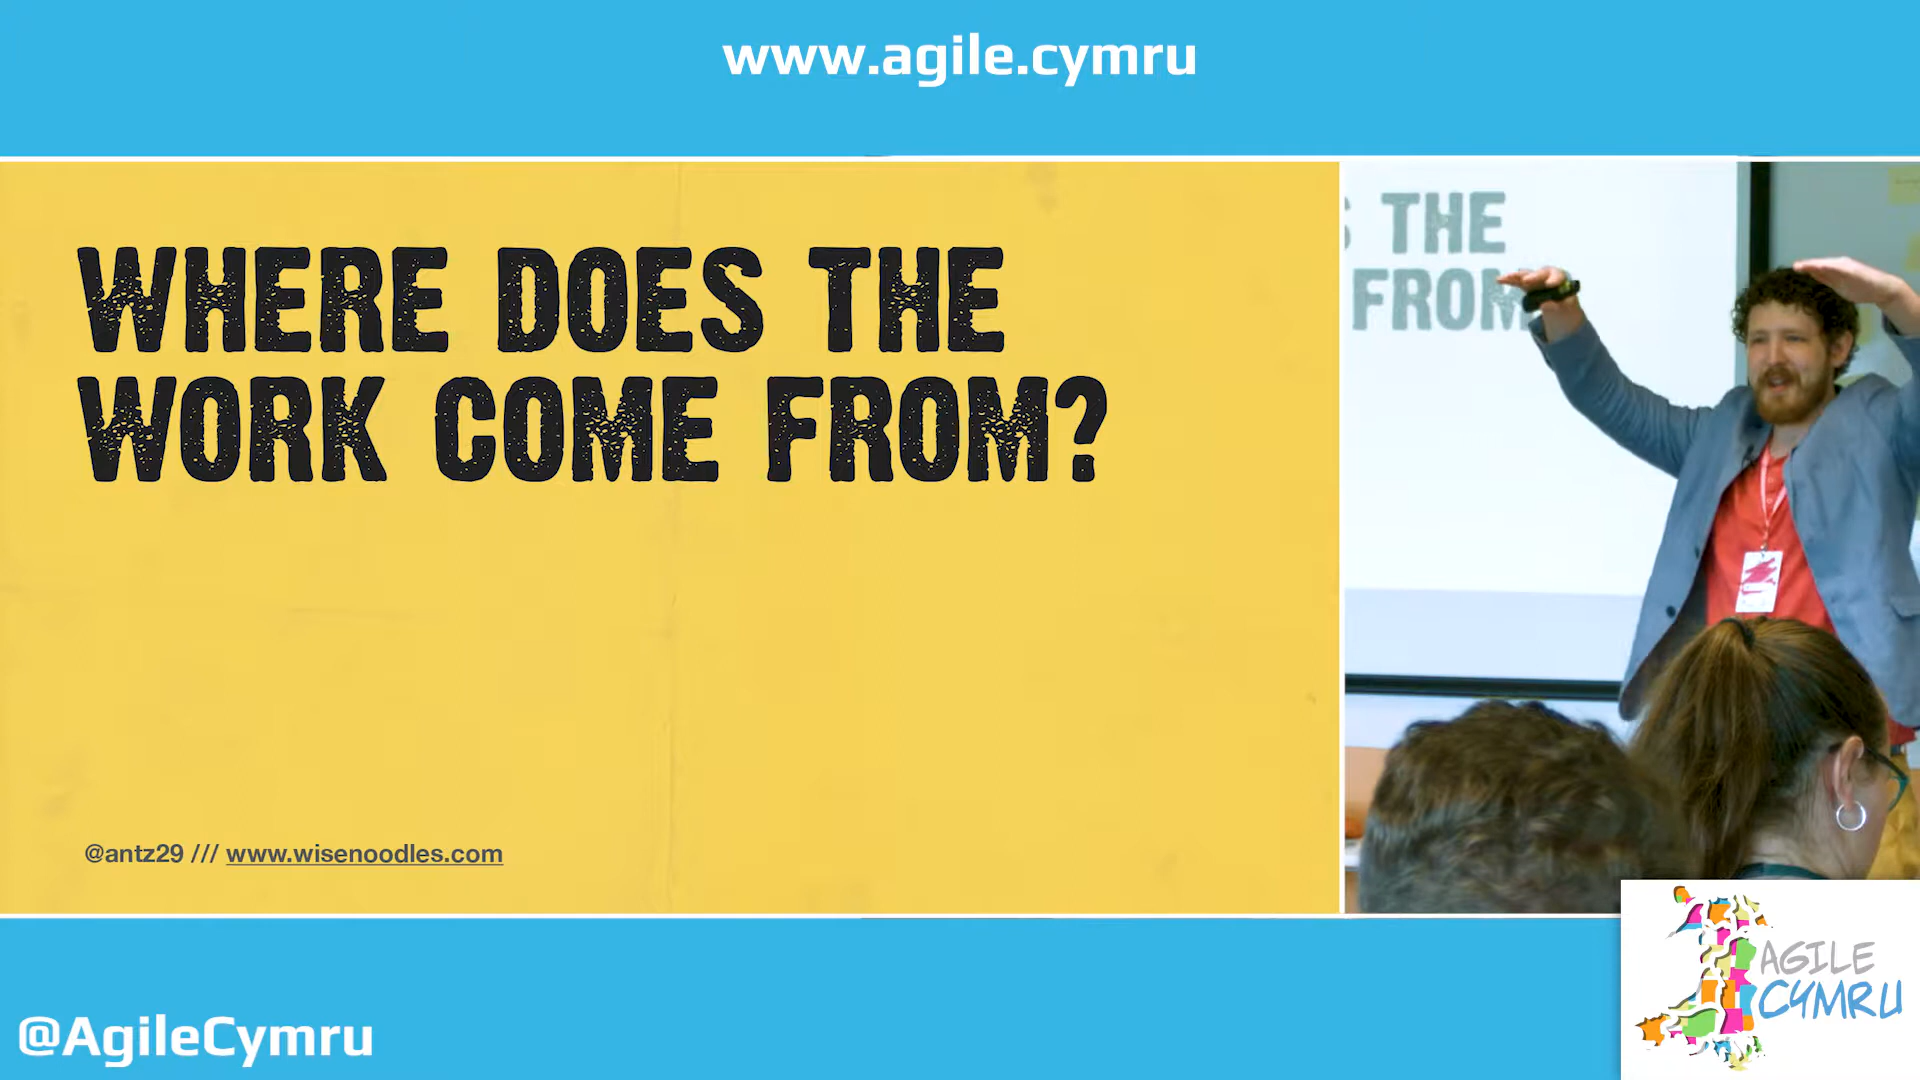 www.agile.cymru
WHERE DOES THE
WORK COME FROM?
THE
FROM
@antz29 /// www.wisenoodles.com
@AgileCymru
AGILE
CYMRU